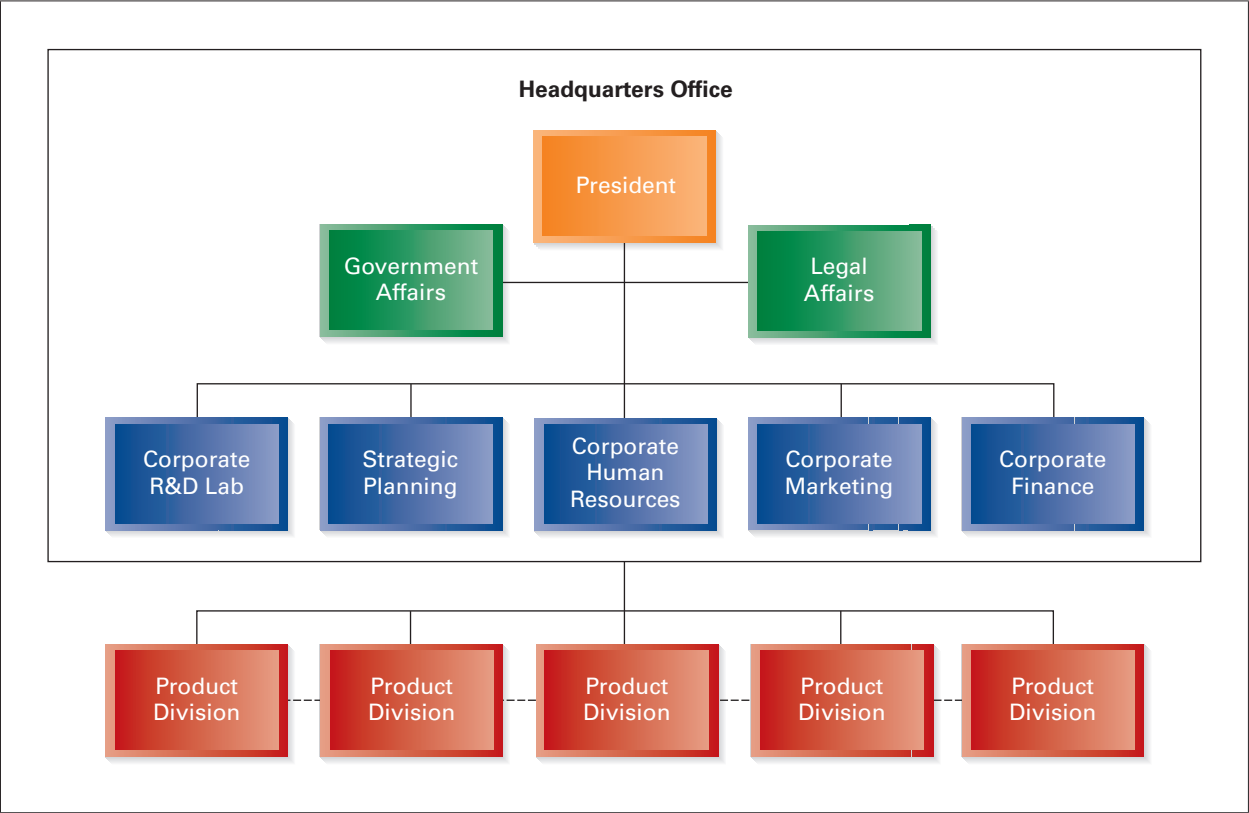 Headquarters Office
President
Government
Affairs
Legal
Affairs
Corporate
R&D Lab
Strategic
Planning
Corporate
Human
Resources
Corporate
Marketing
Corporate
Finance
Product
Division
Product
Division
Product
Division
Product
Division
Product
Division